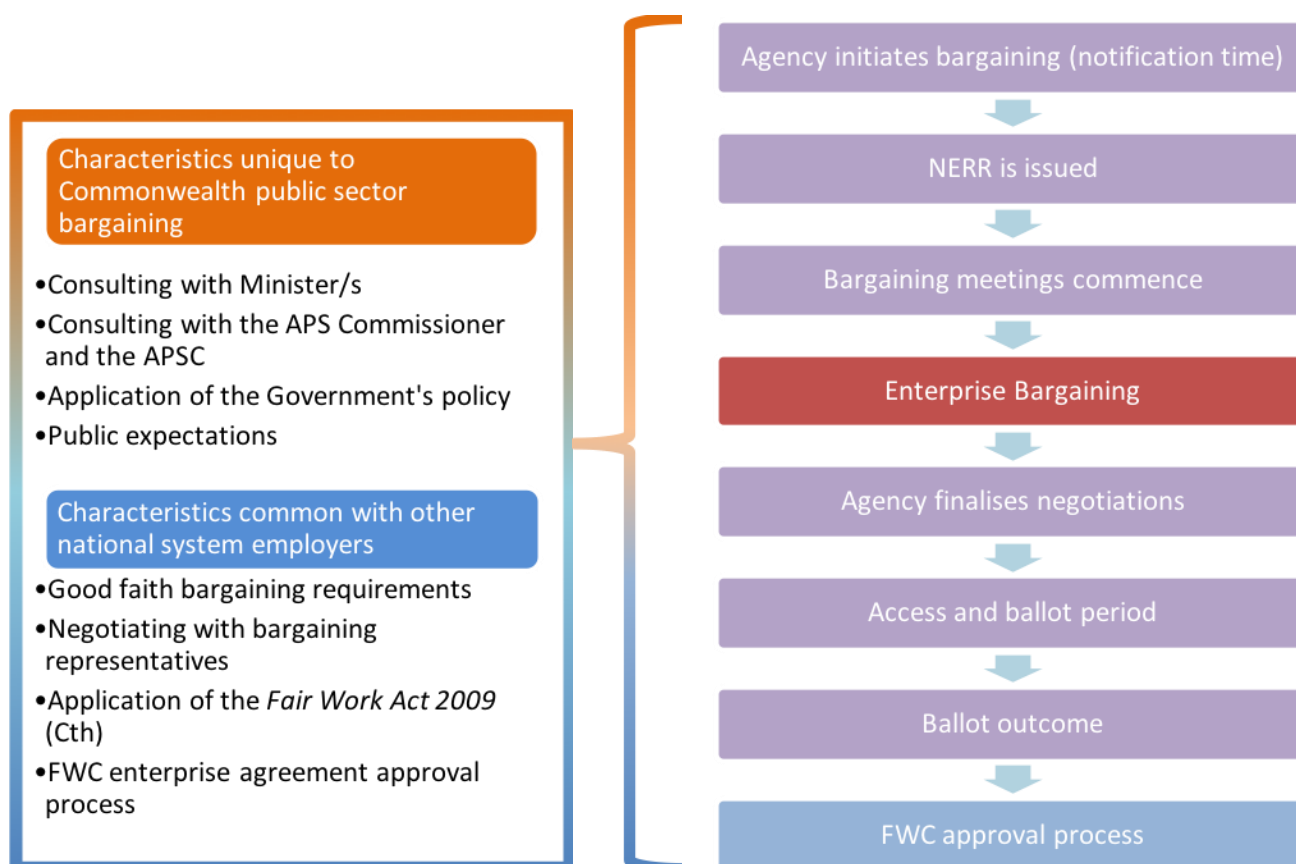 Characteristics unique to
Commonwealth public sector
bargaining
•Consulting with Minister/s
•Consulting with the APS Commissioner
and the APSC
•Application of the Government's policy
•Public expectations
Characteristics common with other
national system employers
•Good faith bargaining requirements
•Negotiating with bargaining
representatives
•Application of the Fair Work Act 2009
(Cth)
•FWC enterprise agreement approval
process
Agency initiates bargaining (notification time)
NERR is issued
Bargaining meetings commence
Enterprise Bargaining
Agency finalises negotiations
Access and ballot period
Ballot outcome
FWC approval process